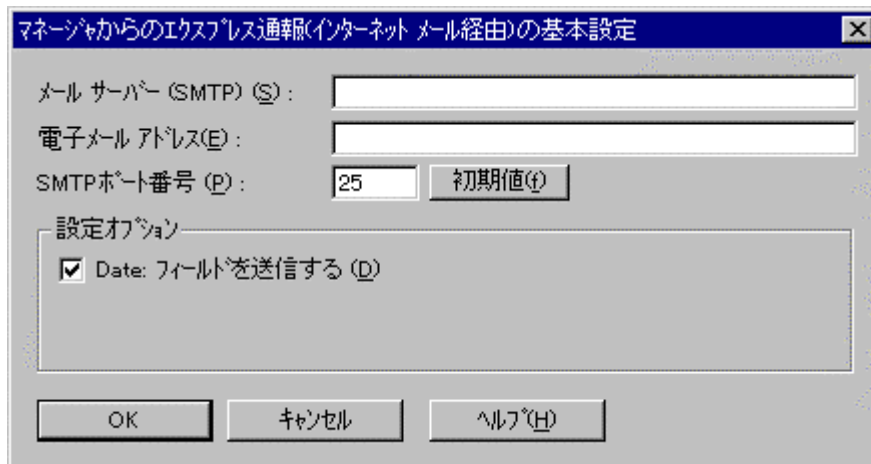 マネージャからのエクスプレス通報(インターネット メール経由)の基本設定
メール サーバー (SMTP) (S) :
電子メール アドレス(E) :
SMTPポート番号 (P) : 25 初期値(f)
設定オプション
Date: フィールドを送信する (D)
OK キャンセル ヘルプ(H)